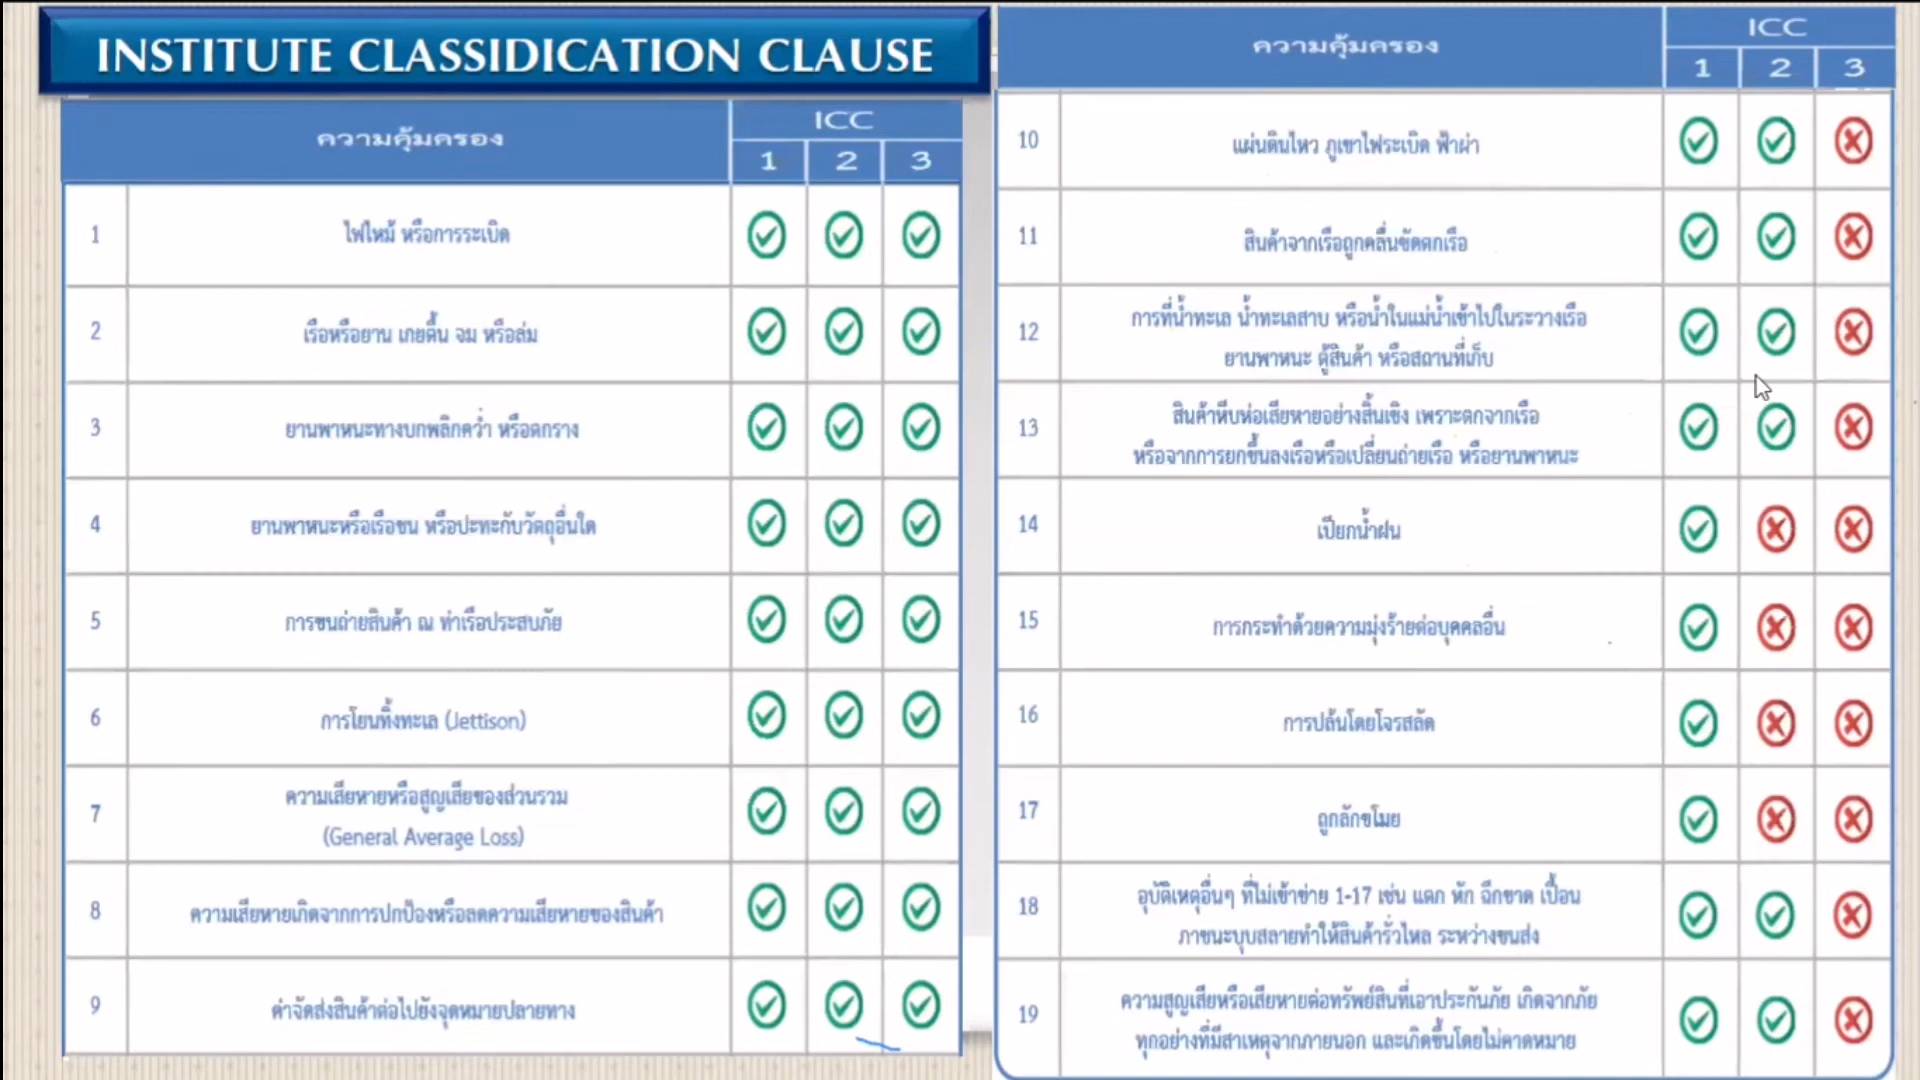 INSTITUTE CLASSIDICATION CLAUSE
ความคุ้มครอง
ICC
1 2 3
1 ไฟไหม้ หรือการระเบิด
2 เรือหรือยาน เกยตื้น จม หรือล่ม
3 ยานพาหนะทางบกพลิกคว่ำ หรือตกราง
4 ยานพาหนะหรือเรือชน หรือปะทะกับวัตถุอื่นใด
5 การขนถ่ายสินค้า ณ ท่าเรือประสบภัย
6 การโยนทิ้งทะเล (Jettison)
7 ความเสียหายหรือสูญเสียของส่วนรวม
(General Average Loss)
8 ความเสียหายเกิดจากการปกป้องหรือลดความเสียหายของสินค้า
9 ค่าจัดส่งสินค้าต่อไปยังจุดหมายปลายทาง
ความคุ้มครอง
ICC
1 2 3
10 แผ่นดินไหว ภูเขาไฟระเบิด ฟ้าผ่า
11 สินค้าจากเรือถูกคลื่นซัดตกเรือ
12 การที่น้ำทะเล น้ำทะเลสาบ หรือน้ำในแม่น้ำเข้าไปในระวางเรือ
ยานพาหนะ ตู้สินค้า หรือสถานที่เก็บ
13 สินค้าหีบห่อเสียหายอย่างสิ้นเชิง เพราะตกจากเรือ
หรือจากการยกขึ้นลงเรือหรือเปลี่ยนถ่ายเรือ หรือยานพาหนะ
14 เปียกน้ำฝน
15 การกระทำด้วยความมุ่งร้ายต่อบุคคลอื่น
16 การปล้นโดยโจรสลัด
17 ถูกลักขโมย
18 อุบัติเหตุอื่นๆ ที่ไม่เข้าข่าย 1-17 เช่น แตก หัก ฉีกขาด เปื้อน
ภาชนะบุบสลายทำให้สินค้ารั่วไหล ระหว่างขนส่ง
19 ความสูญเสียหรือเสียหายต่อทรัพย์สินที่เอาประกันภัย เกิดจากภัย
ทุกอย่างที่มีสาเหตุจากภายนอก และเกิดขึ้นโดยไม่คาดหมาย